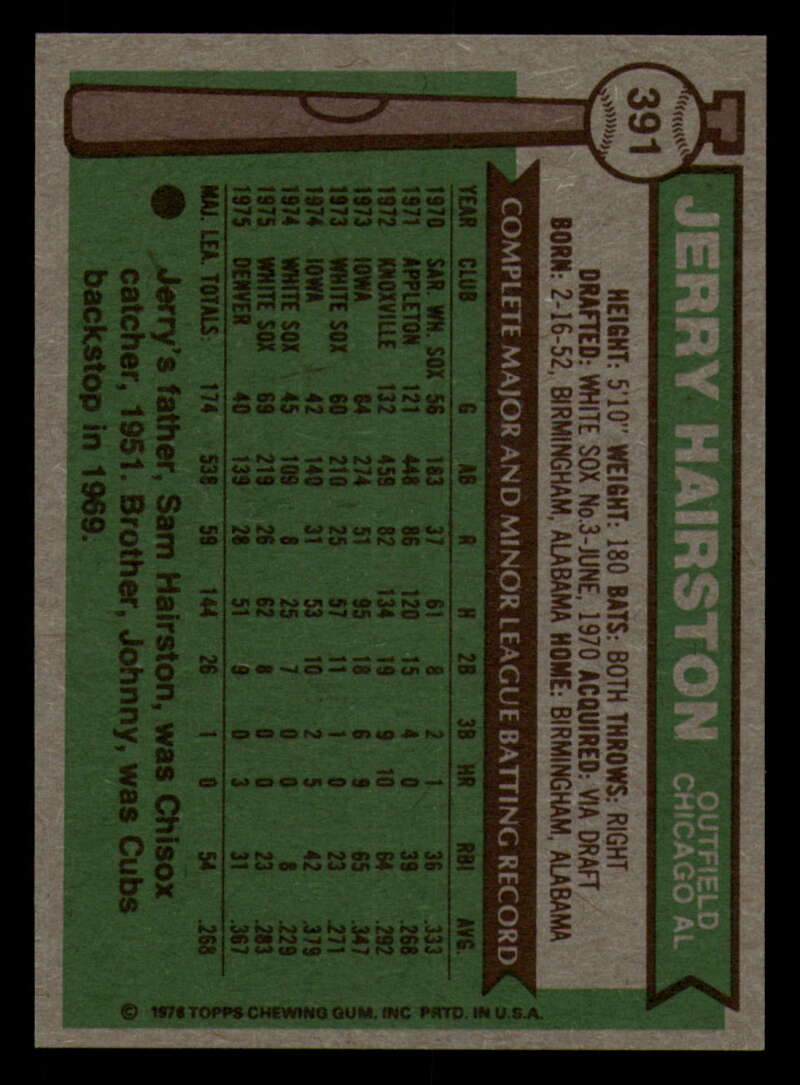 391
JERRY HAIRSTON
OUTFIELD
CHICAGO AL
HEIGHT: 5'10" WEIGHT: 180 BATS: BOTH THROWS: RIGHT
DRAFTED: WHITE SOX No.3-JUNE, 1970 ACQUIRED: VIA DRAFT
BORN: 2-16-52, BIRMINGHAM, ALABAMA HOME: BIRMINGHAM, ALABAMA
COMPLETE MAJOR AND MINOR LEAGUE BATTING RECORD
YEAR CLUB G AB R H 2B 3B HR RBI AVG.
1970 SAR. WN. SOX 56 183 37 61 8 2 1 36 .333
1971 APPLETON 121 448 86 120 15 4 0 39 .268
1972 KNOXVILLE 132 459 82 134 19 9 10 64 .292
1973 IOWA 84 274 51 95 18 6 9 65 .347
1973 WHITE SOX 60 210 25 57 11 1 0 23 .271
1974 IOWA 42 140 31 53 10 2 5 42 .379
1974 WHITE SOX 45 109 8 25 7 0 0 8 .229
1975 WHITE SOX 69 219 26 62 8 0 0 23 .283
1975 DENVER 40 139 28 51 9 0 3 31 .367
MAJ. LEA. TOTALS: 174 538 59 144 26 1 0 54 .268
Jerry's father, Sam Hairston, was Chisox
catcher, 1951. Brother, Johnny, was Cubs
backstop in 1969.
© 1976 TOPPS CHEWING GUM, INC PRTD. IN U.S.A.